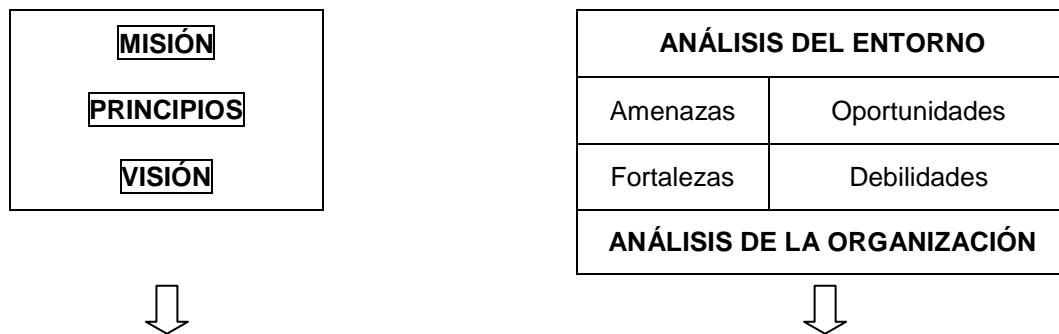 MISIÓN
PRINCIPIOS
VISIÓN
ANÁLISIS DEL ENTORNO
Amenazas Oportunidades
Fortalezas Debilidades
ANÁLISIS DE LA ORGANIZACIÓN